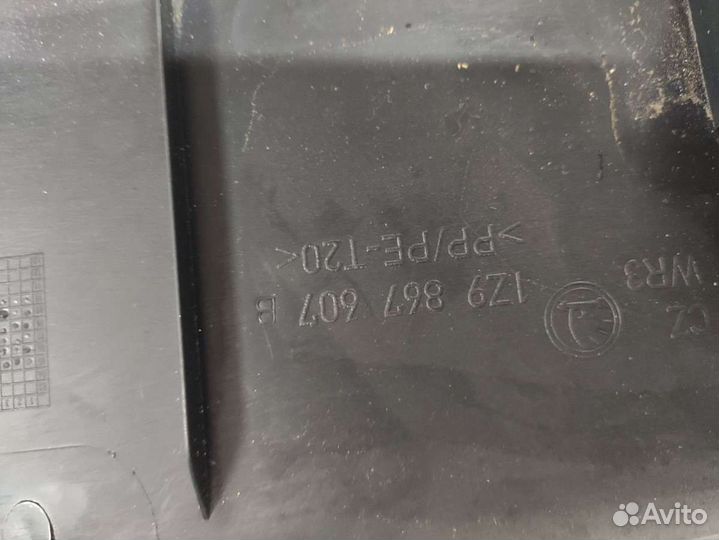 CZ
WR3
1Z9 867 607 B
>PP/PE-T20<
Avito